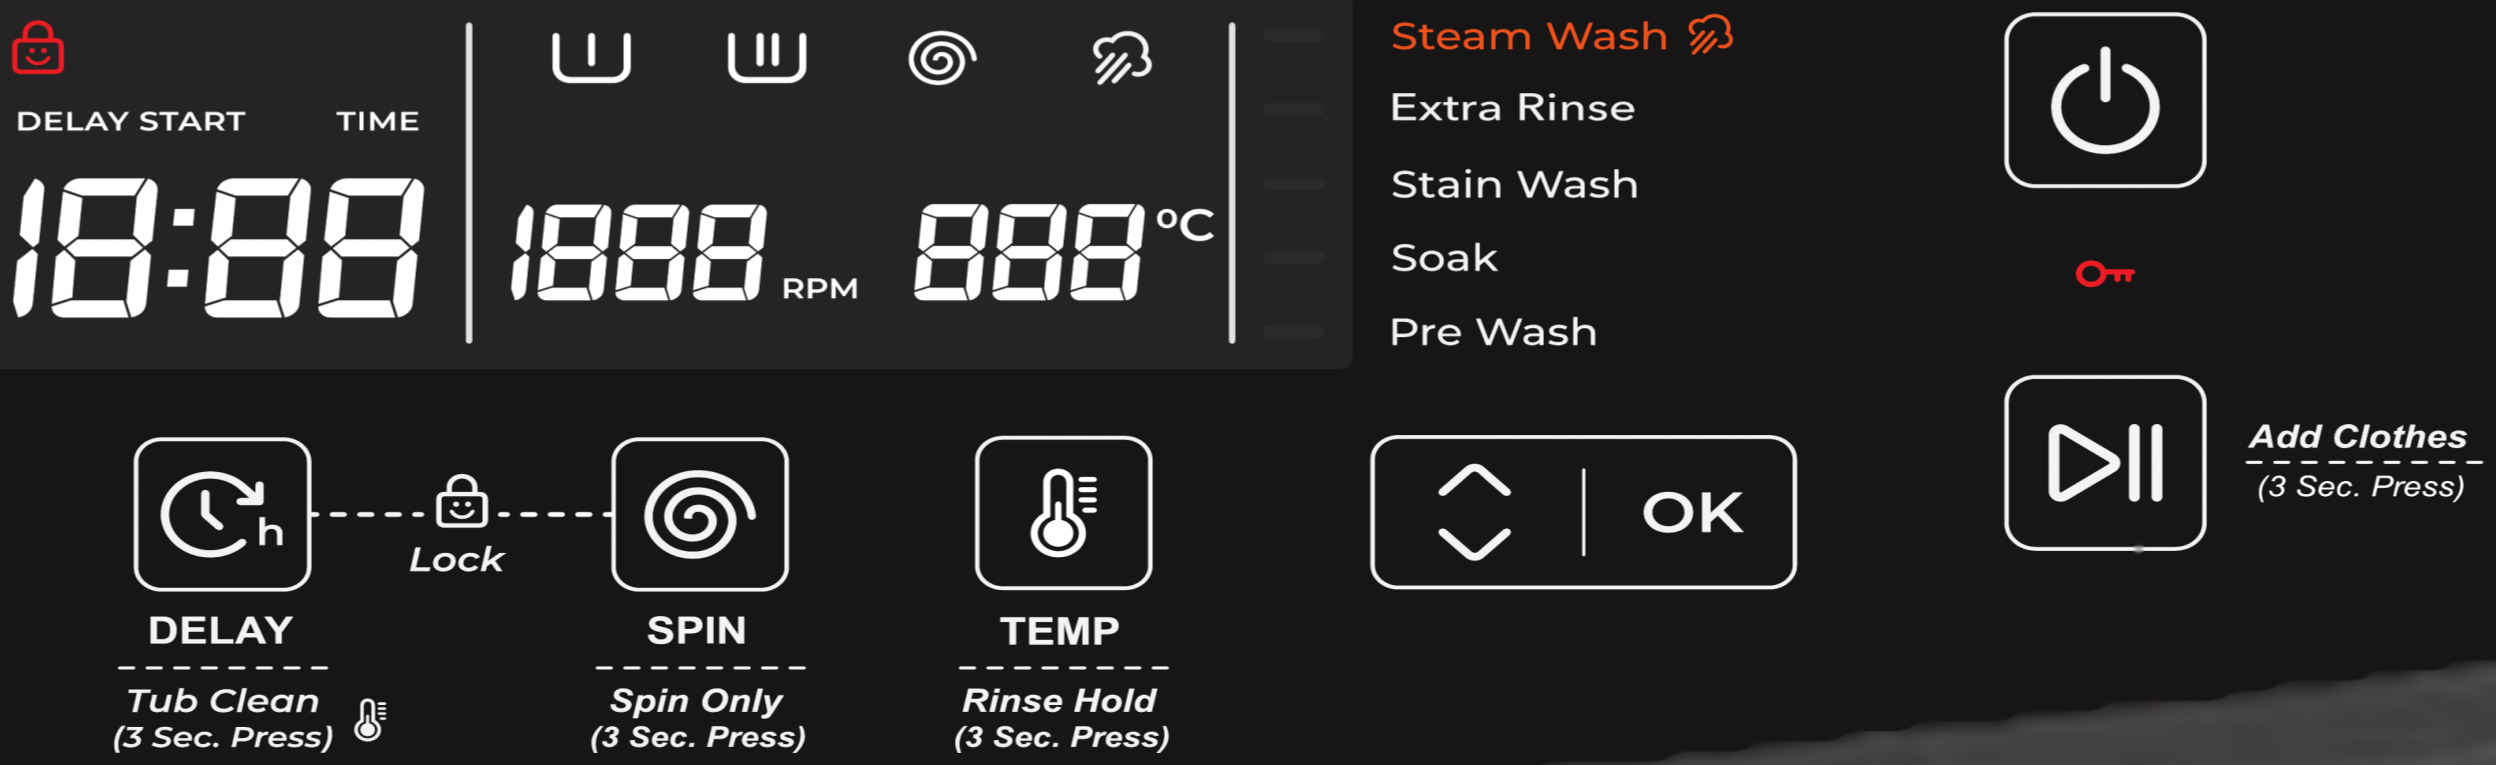 DELAY START TIME
18:88
1888 RPM
888 °C
Steam Wash
Extra Rinse
Stain Wash
Soak
Pre Wash
h
Lock
OK
Add Clothes
(3 Sec. Press)
DELAY
Tub Clean
(3 Sec. Press)
SPIN
Spin Only
(3 Sec. Press)
TEMP
Rinse Hold
(3 Sec. Press)